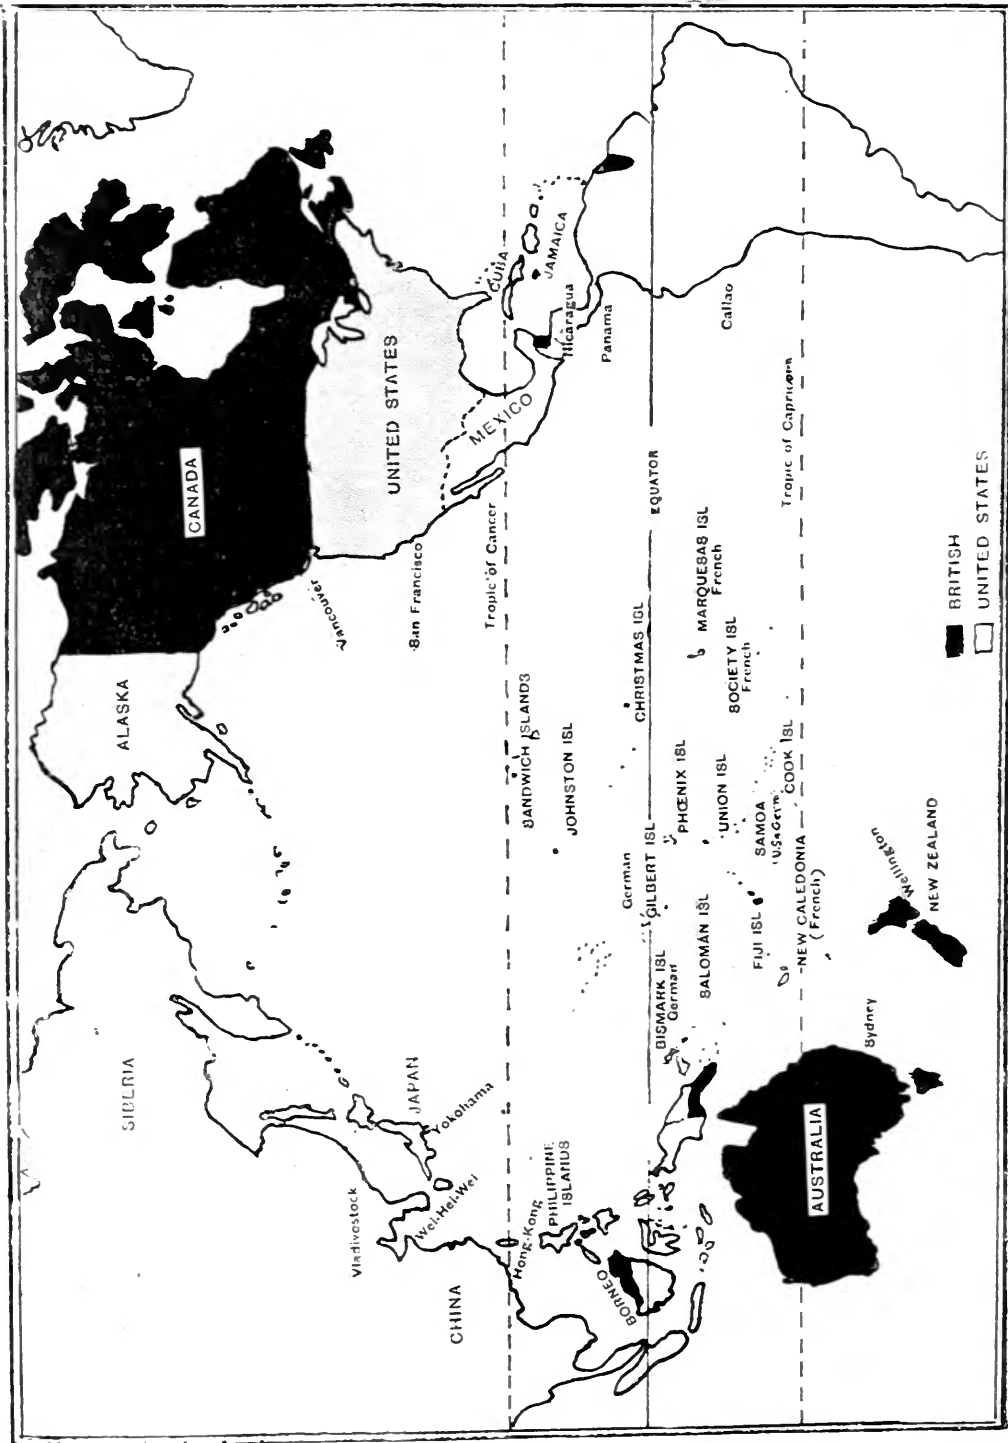 SIBERIA
ALASKA
CANADA
Vancouver
UNITED STATES
San Francisco
MEXICO
CUBA
JAMAICA
Nicaragua
Panama
Callao
Vladivostock
Wei-Hei-Wei
JAPAN
Yokohama
CHINA
Hong-Kong
PHILIPPINE
ISLANDS
BORNEO
Tropic of Cancer
SANDWICH ISLANDS
JOHNSTON ISL
German
GILBERT ISL
CHRISTMAS ISL
EQUATOR
BISMARK ISL
German
PHŒNIX ISL
MARQUESAS ISL
French
SALOMAN ISL
UNION ISL
SOCIETY ISL
French
FIJI ISL
SAMOA
U.S & Germ
COOK ISL
Tropic of Capricorn
NEW CALEDONIA
(French)
AUSTRALIA
Sydney
Wellington
NEW ZEALAND
BRITISH
UNITED STATES